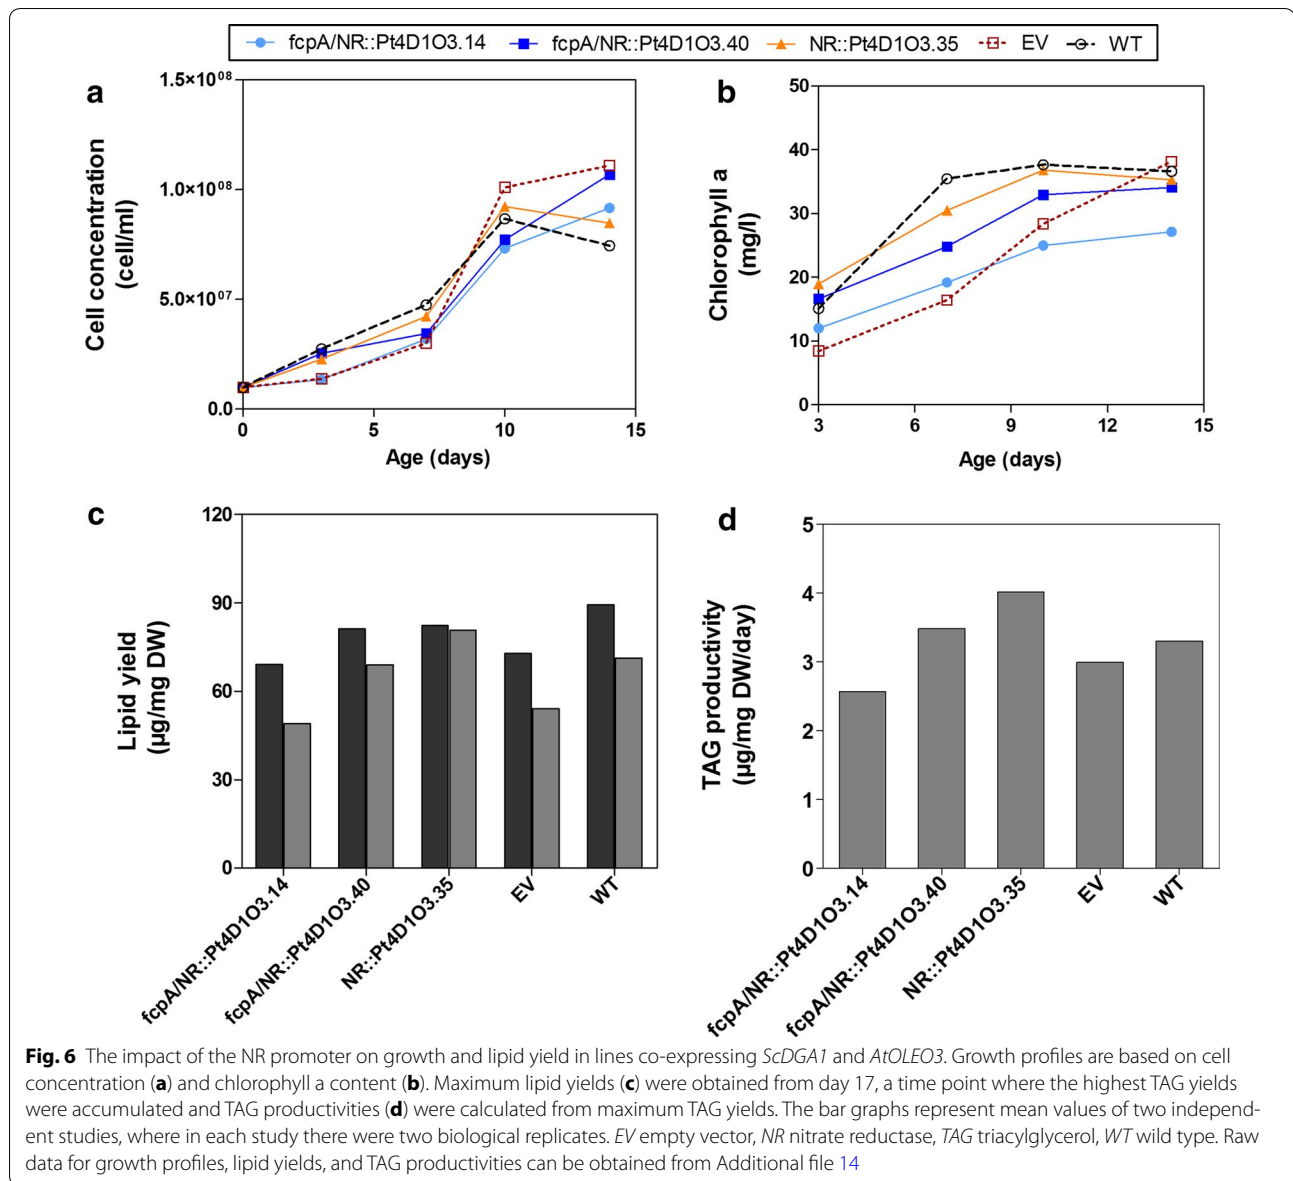 fcpA/NR::Pt4D1O3.14 fcpA/NR::Pt4D1O3.40 NR::Pt4D1O3.35 EV WT
a
Cell concentration
(cell/ml)
1.5×10⁰⁸
1.0×10⁰⁸
5.0×10⁰⁷
0.0
0 5 10 15
Age (days)
b
Chlorophyll a
(mg/l)
50
40
30
20
10
0
3 6 9 12 15
Age (days)
c
Lipid yield
(µg/mg DW)
120
90
60
30
0
fcpA/NR::Pt4D1O3.14
fcpA/NR::Pt4D1O3.40
NR::Pt4D1O3.35
EV
WT
d
TAG productivity
(µg/mg DW/day)
5
4
3
2
1
0
fcpA/NR::Pt4D1O3.14
fcpA/NR::Pt4D1O3.40
NR::Pt4D1O3.35
EV
WT
Fig. 6 The impact of the NR promoter on growth and lipid yield in lines co-expressing ScDGA1 and AtOLEO3. Growth profiles are based on cell
concentration (a) and chlorophyll a content (b). Maximum lipid yields (c) were obtained from day 17, a time point where the highest TAG yields
were accumulated and TAG productivities (d) were calculated from maximum TAG yields. The bar graphs represent mean values of two independ-
ent studies, where in each study there were two biological replicates. EV empty vector, NR nitrate reductase, TAG triacylglycerol, WT wild type. Raw
data for growth profiles, lipid yields, and TAG productivities can be obtained from Additional file 14